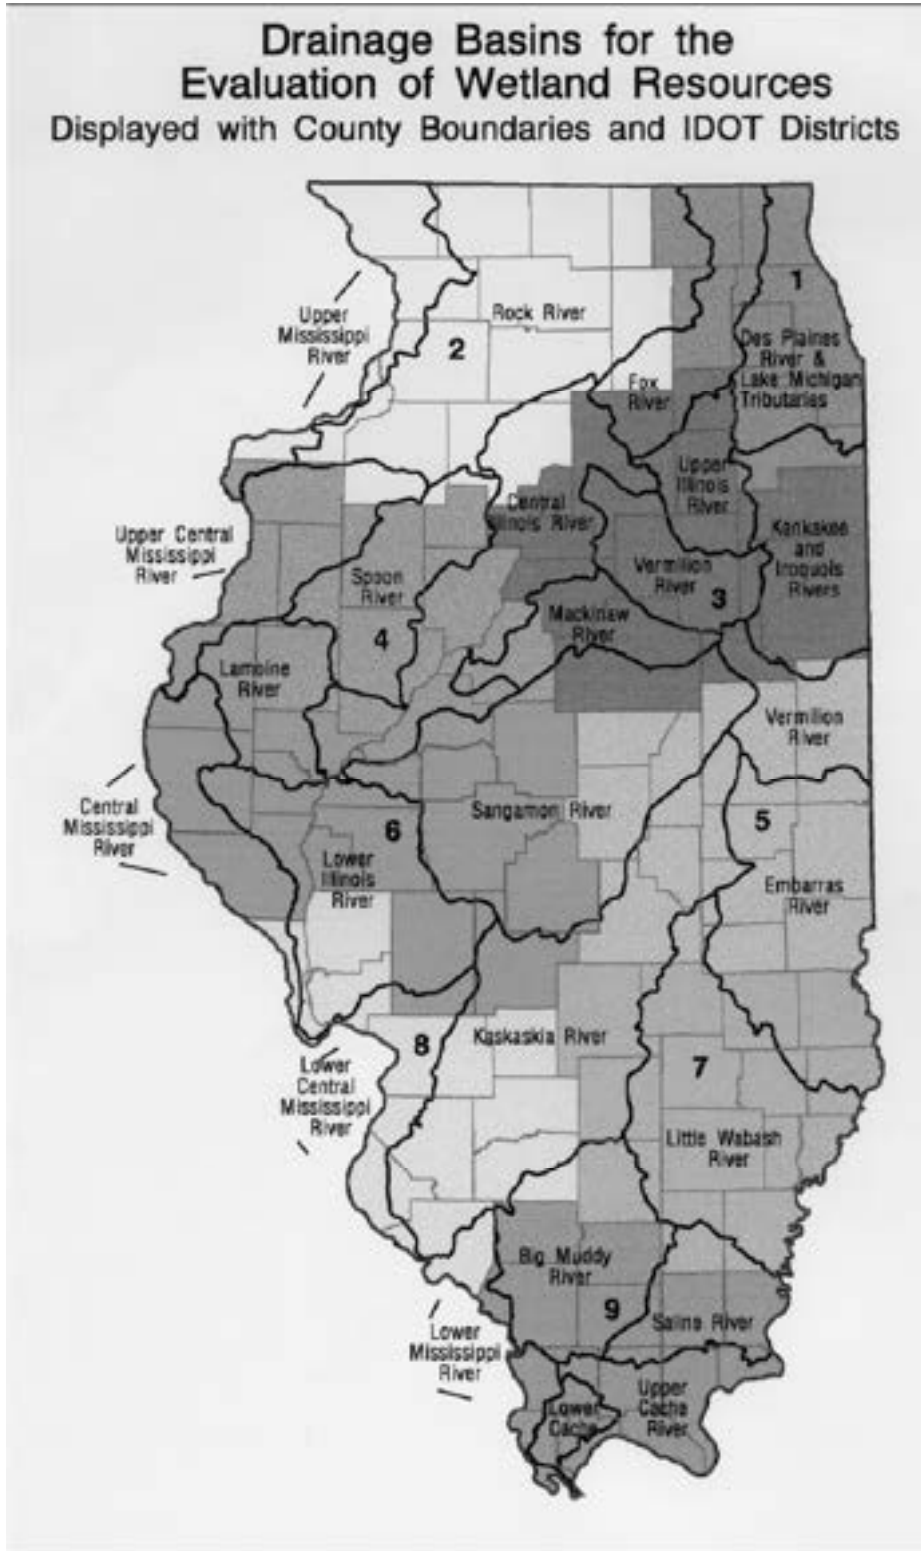 Drainage Basins for the
Evaluation of Wetland Resources
Displayed with County Boundaries and IDOT Districts
1
Upper
Mississippi
River
Rock River
2
Des Plaines
River &
Lake Michigan
Tributaries
Fox
River
Upper
Illinois
River
Central
Illinois River
Kankakee
and
Iroquois
Rivers
Upper Central
Mississippi
River
Spoon
River
Vermilion
River
3
Mackinaw
River
4
Lamoine
River
Vermilion
River
Central
Mississippi
River
Sangamon River
5
6
Lower
Illinois
River
Embarras
River
8
Kaskaskia River
7
Lower
Central
Mississippi
River
Little Wabash
River
Big Muddy
River
9
Saline River
Lower
Mississippi
River
Upper
Cache
River
Lower
Cache